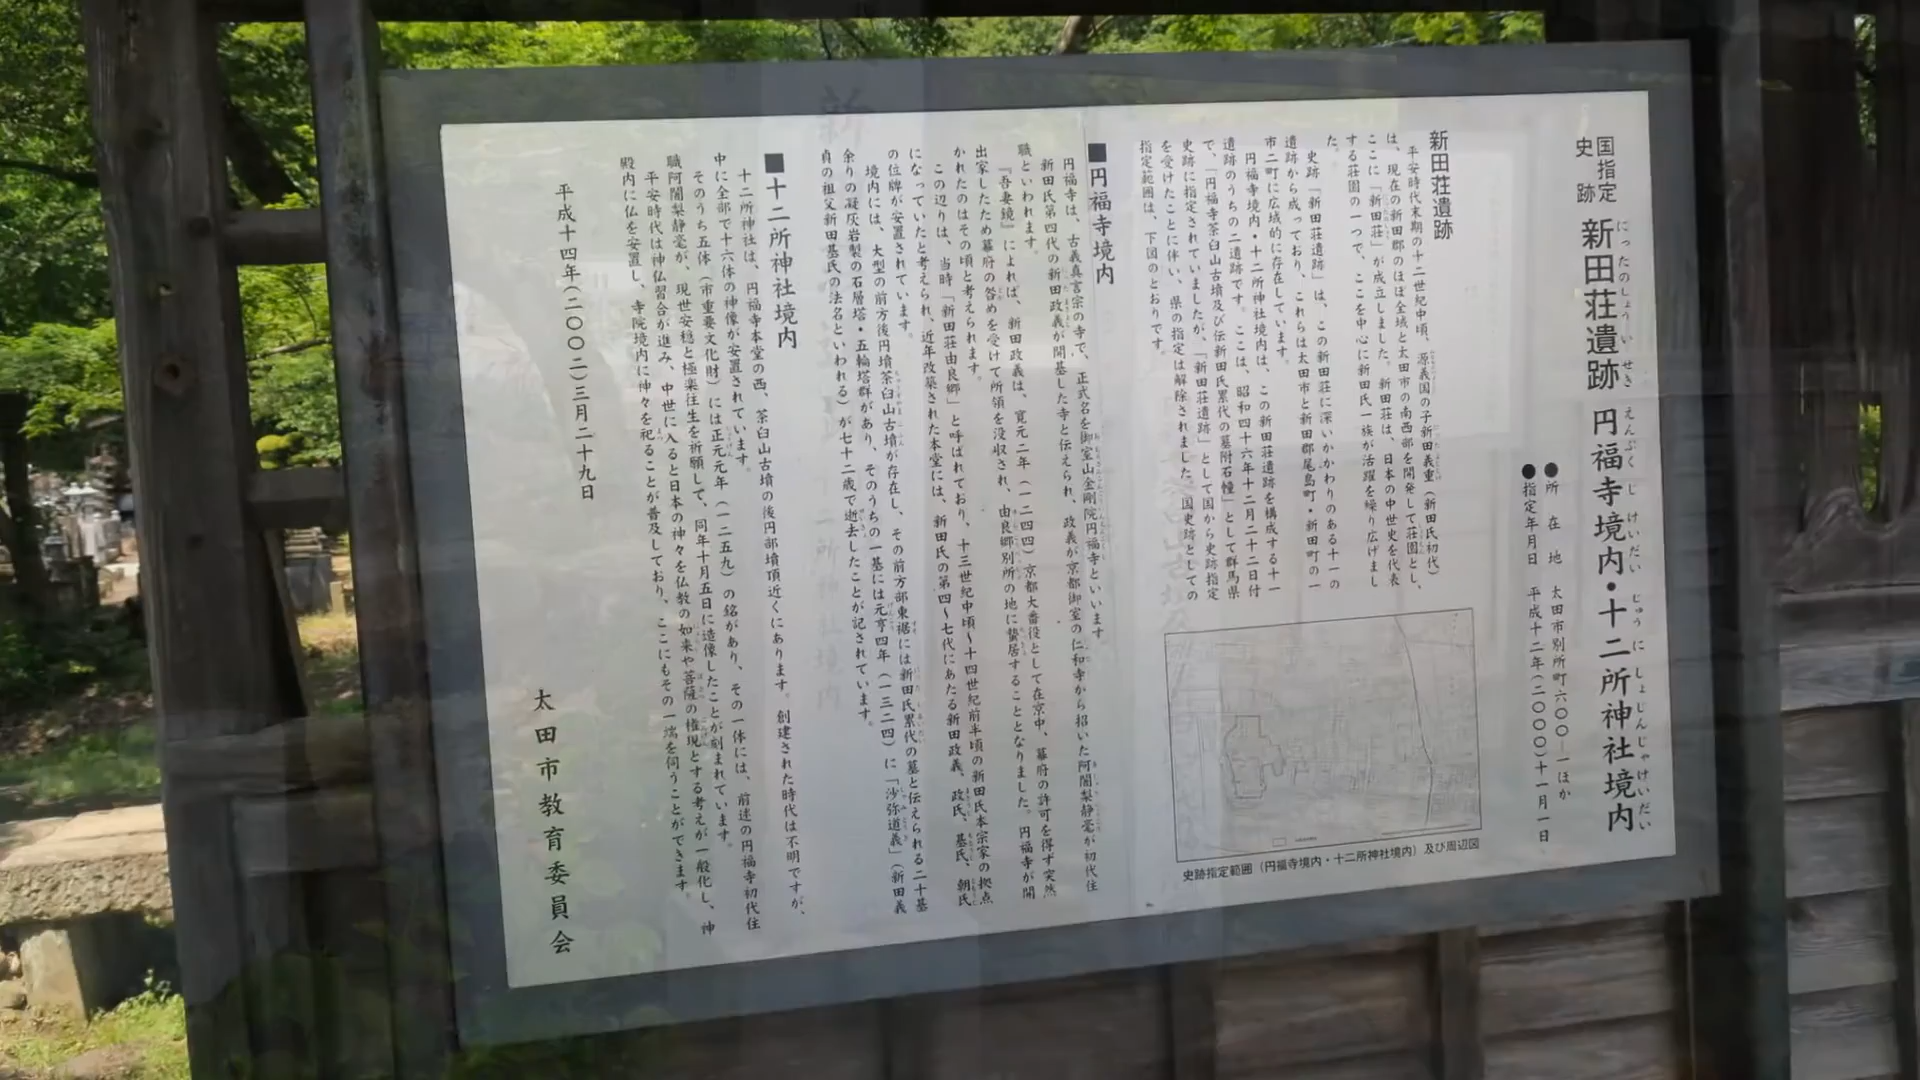 国指定
史跡
新田荘遺跡 円福寺境内・十二所神社境内
にったのしょういせき えんぷくじけいだい じゅうにしょじんじゃけいだい
●所在地 太田市別所町六〇〇―一ほか
●指定年月日 平成十二年(二〇〇〇)十一月一日
新田荘遺跡
平安時代末期の十二世紀中頃、源義国の子新田義重(新田氏初代)
は、現在の新田郡のほぼ全域と太田市の南西部を開発して荘園とし、
ここに「新田荘」が成立しました。新田荘は、日本の中世史を代表
する荘園の一つで、ここを中心に新田氏一族が活躍を繰り広げまし
た。
史跡「新田荘遺跡」は、この新田荘に深いかかわりのある十一の
遺跡から成っており、これらは太田市と新田郡尾島町・新田町の一
市二町に広域的に存在しています。
円福寺境内・十二所神社境内は、この新田荘遺跡を構成する十一
遺跡のうちの二遺跡です。ここは、昭和四十六年十二月二十二日付
で、「円福寺茶臼山古墳及び伝新田氏累代の墓附石幢」として群馬県
史跡に指定されていましたが、「新田荘遺跡」として国から史跡指定
を受けたことに伴い、県の指定は解除されました。国史跡としての
指定範囲は、下図のとおりです。
史跡指定範囲(円福寺境内・十二所神社境内)及び周辺図
■円福寺境内
円福寺は、古義真言宗の寺で、正式名を御室山金剛院円福寺といいます。
新田氏第四代の新田政義が開基した寺と伝えられ、政義が京都御室の仁和寺から招いた阿闍梨静毫が初代住
職といわれます。
『吾妻鏡』によれば、新田政義は、寛元二年(一二四四)京都大番役として在京中、幕府の許可を得ず突然
出家したため幕府の咎めを受けて所領を没収され、由良郷別所の地に蟄居することとなりました。円福寺が開
かれたのはその頃と考えられます。
この辺りは、当時「新田荘由良郷」と呼ばれており、十三世紀中頃~十四世紀前半頃の新田氏本宗家の拠点
になっていたと考えられ、近年改築された本堂には、新田氏の第四~七代にあたる新田政義、政氏、基氏、朝氏
の位牌が安置されています。
境内には、大型の前方後円墳茶臼山古墳が存在し、その前方部東裾には新田氏累代の墓と伝えられる二十基
余りの凝灰岩製の石層塔・五輪塔群があり、そのうちの一基には元亨四年(一三二四)に「沙弥道義」(新田義
貞の祖父新田基氏の法名といわれる)が七十二歳で逝去したことが記されています。
■十二所神社境内
十二所神社は、円福寺本堂の西、茶臼山古墳の後円部墳頂近くにあります。創建された時代は不明ですが、
中に全部で十六体の神像が安置されています。
そのうち五体(市重要文化財)には正元元年(一二五九)の銘があり、その一体には、前述の円福寺初代住
職阿闍梨静毫が、現世安穏と極楽往生を祈願して、同年十月五日に造像したことが刻まれています。
平安時代は神仏習合が進み、中世に入ると日本の神々を仏教の如来や菩薩の権現とする考えが一般化し、神
殿内に仏を安置し、寺院境内に神々を祀ることが普及しており、ここにもその一端を伺うことができます。
平成十四年(二〇〇二)三月二十九日
太田市教育委員会